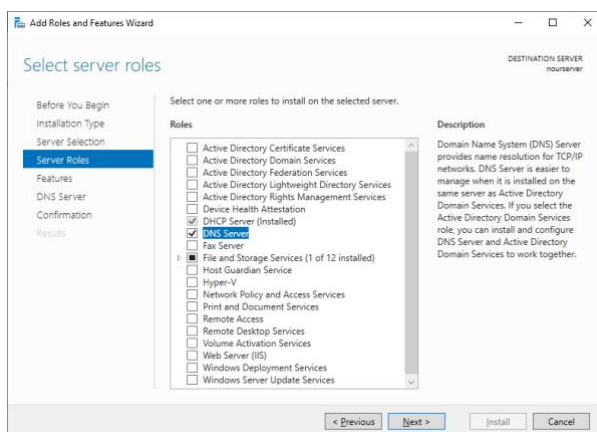 Add Roles and Features Wizard
Select server roles
DESTINATION SERVER
nourserver
Before You Begin
Installation Type
Server Selection
Server Roles
Features
DNS Server
Confirmation
Results
Select one or more roles to install on the selected server.
Roles
Active Directory Certificate Services
Active Directory Domain Services
Active Directory Federation Services
Active Directory Lightweight Directory Services
Active Directory Rights Management Services
Device Health Attestation
DHCP Server (Installed)
DNS Server
Fax Server
File and Storage Services (1 of 12 installed)
Host Guardian Service
Hyper-V
Network Policy and Access Services
Print and Document Services
Remote Access
Remote Desktop Services
Volume Activation Services
Web Server (IIS)
Windows Deployment Services
Windows Server Update Services
Description
Domain Name System (DNS) Server
provides name resolution for TCP/IP
networks. DNS Server is easier to
manage when it is installed on the
same server as Active Directory
Domain Services. If you select the
Active Directory Domain Services
role, you can install and configure
DNS Server and Active Directory
Domain Services to work together.
< Previous
Next >
Install
Cancel